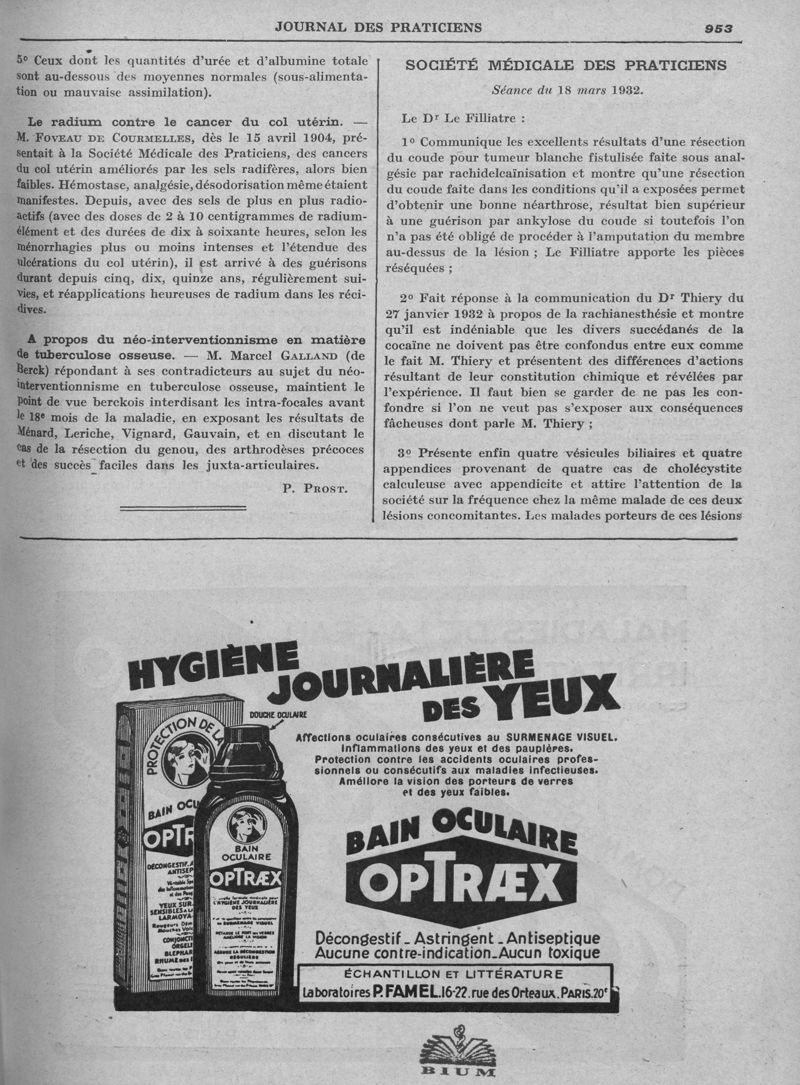 JOURNAL DES PRATICIENS
953
5º Ceux dont les quantités d'urée et d'albumine totale
sont au-dessous des moyennes normales (sous-alimenta-
tion ou mauvaise assimilation).
Le radium contre le cancer du col utérin. —
M. FOVEAU DE COURMELLES, dès le 15 avril 1904, pré-
sentait à la Société Médicale des Praticiens, des cancers
du col utérin améliorés par les sels radifères, alors bien
faibles. Hémostase, analgésie, désodorisation même étaient
manifestes. Depuis, avec des sels de plus en plus radio-
actifs (avec des doses de 2 à 10 centigrammes de radium-
élément et des durées de dix à soixante heures, selon les
ménorrhagies plus ou moins intenses et l'étendue des
ulcérations du col utérin), il est arrivé à des guérisons
durant depuis cinq, dix, quinze ans, régulièrement sui-
vies, et réapplications heureuses de radium dans les réci-
dives.
A propos du néo-interventionnisme en matière
de tuberculose osseuse. — M. Marcel GALLAND (de
Berck) répondant à ses contradicteurs au sujet du néo-
interventionnisme en tuberculose osseuse, maintient le
point de vue berckois interdisant les intra-focales avant
le 18e mois de la maladie, en exposant les résultats de
Ménard, Leriche, Vignard, Gauvain, et en discutant le
cas de la résection du genou, des arthrodèses précoces
et des succès faciles dans les juxta-articulaires.
P. PROST.
SOCIÉTÉ MÉDICALE DES PRATICIENS
Séance du 18 mars 1932.
Le Dr Le Filliatre :
1º Communique les excellents résultats d'une résection
du coude pour tumeur blanche fistulisée faite sous anal-
gésie par rachidelcaïnisation et montre qu'une résection
du coude faite dans les conditions qu'il a exposées permet
d'obtenir une bonne néarthrose, résultat bien supérieur
à une guérison par ankylose du coude si toutefois l'on
n'a pas été obligé de procéder à l'amputation du membre
au-dessus de la lésion ; Le Filliatre apporte les pièces
réséquées ;
2º Fait réponse à la communication du Dr Thiery du
27 janvier 1932 à propos de la rachianesthésie et montre
qu'il est indéniable que les divers succédanés de la
cocaïne ne doivent pas être confondus entre eux comme
le fait M. Thiery et présentent des différences d'actions
résultant de leur constitution chimique et révélées par
l'expérience. Il faut bien se garder de ne pas les con-
fondre si l'on ne veut pas s'exposer aux conséquences
fâcheuses dont parle M. Thiery ;
3º Présente enfin quatre vésicules biliaires et quatre
appendices provenant de quatre cas de cholécystite
calculeuse avec appendicite et attire l'attention de la
société sur la fréquence chez la même malade de ces deux
lésions concomitantes. Les malades porteurs de ces lésions
HYGIÈNE
JOURNALIÈRE
DES YEUX
DOUCHE OCULAIRE
Affections oculaires consécutives au SURMENAGE VISUEL.
Inflammations des yeux et des paupières.
Protection contre les accidents oculaires profes-
sionnels ou consécutifs aux maladies infectieuses.
Améliore la vision des porteurs de verres
et des yeux faibles.
PROTECTION DE LA
BAIN OCU
OPTR
DÉCONGESTIF.A
ANTISEP
YEUX SUR
SENSIBLES A L
LARMOYA
CONJONCTI
ORGEL
BLÉPHAR
RHUME DES
BAIN
OCULAIRE
OPTRÆX
L'HYGIÈNE JOURNALIÈRE
DES YEUX
SURMENAGE VISUEL
BAIN OCULAIRE
OPTRÆX
Décongestif - Astringent - Antiseptique
Aucune contre-indication - Aucun toxique
ÉCHANTILLON ET LITTÉRATURE
Laboratoires P. FAMEL. 16-22. rue des Orteaux. PARIS. 20e
BIUM